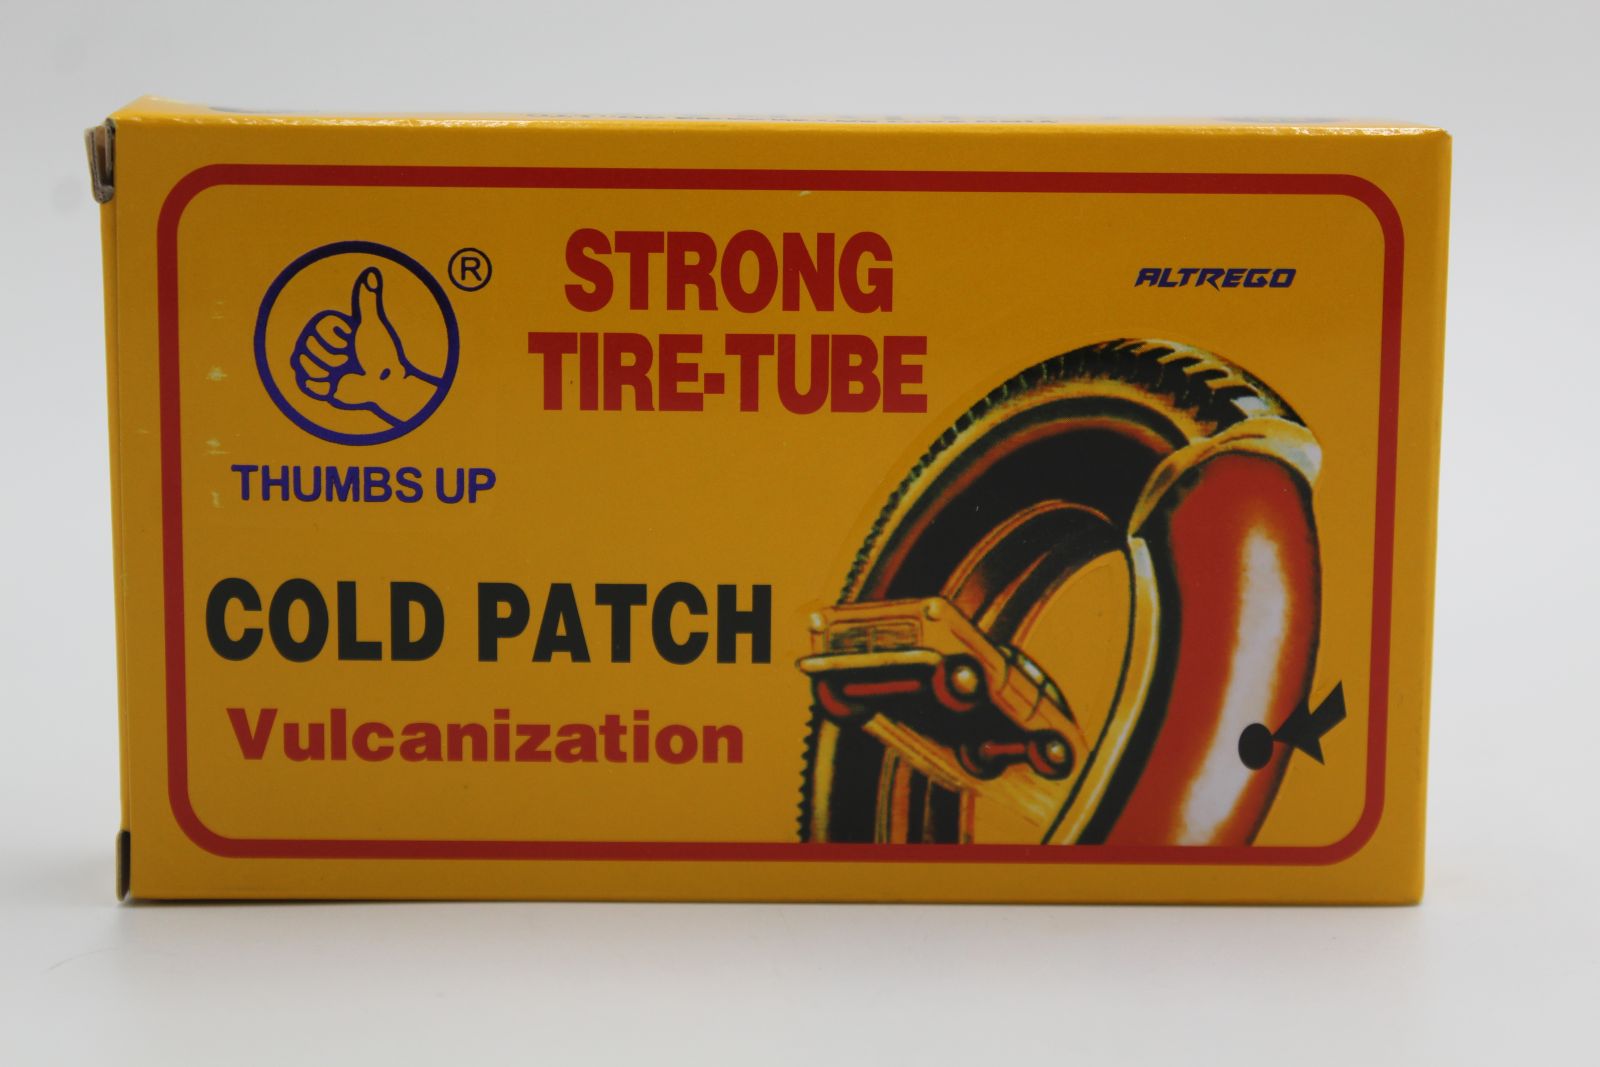 THUMBS UP
®
STRONG
TIRE-TUBE
ALTREGO
COLD PATCH
Vulcanization